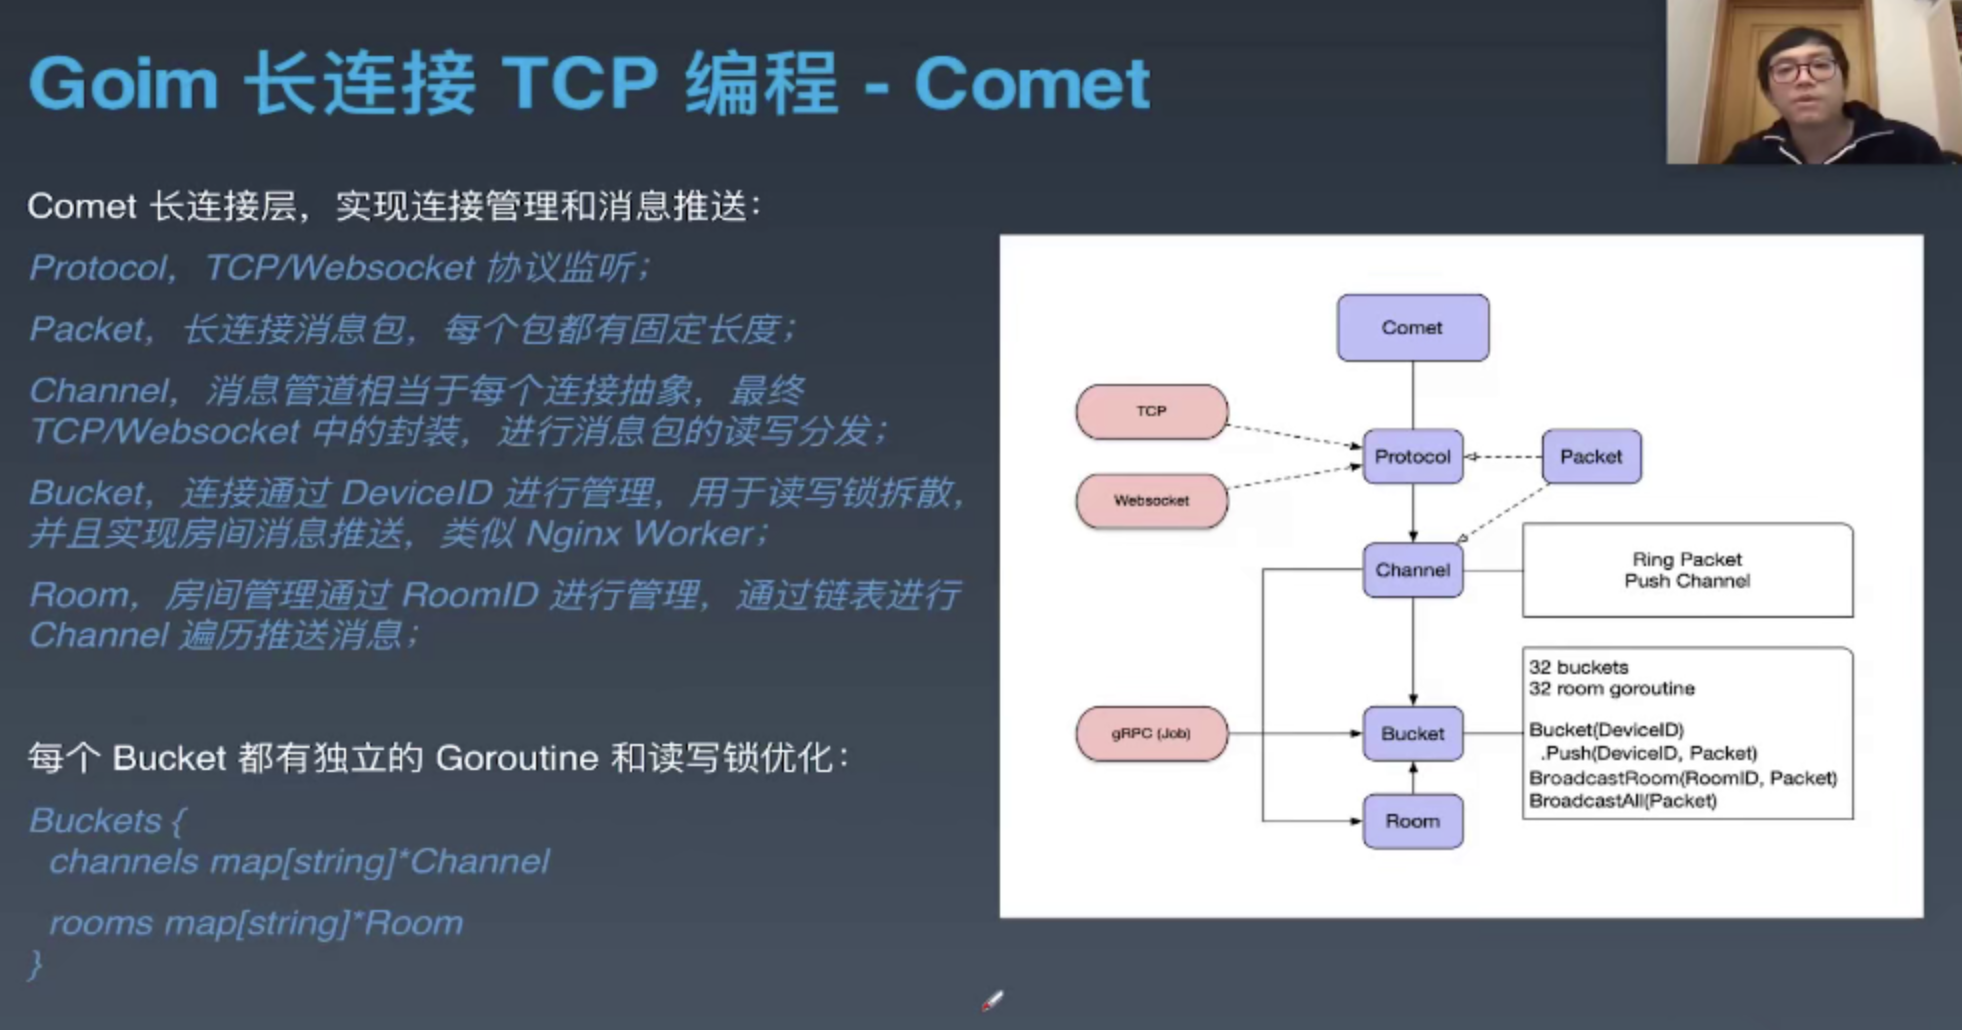 Goim 长连接 TCP 编程 - Comet
Comet 长连接层，实现连接管理和消息推送：
Protocol，TCP/Websocket 协议监听；
Packet，长连接消息包，每个包都有固定长度；
Channel，消息管道相当于每个连接抽象，最终
TCP/Websocket 中的封装，进行消息包的读写分发；
Bucket，连接通过 DeviceID 进行管理，用于读写锁拆散，
并且实现房间消息推送，类似 Nginx Worker；
Room，房间管理通过 RoomID 进行管理，通过链表进行
Channel 遍历推送消息；
每个 Bucket 都有独立的 Goroutine 和读写锁优化：
Buckets {
channels map[string]*Channel
rooms map[string]*Room
}
Comet
TCP
Protocol
Packet
Websocket
Channel
Ring Packet
Push Channel
gRPC (Job)
Bucket
32 buckets
32 room goroutine
Bucket(DeviceID)
.Push(DeviceID, Packet)
BroadcastRoom(RoomID, Packet)
BroadcastAll(Packet)
Room